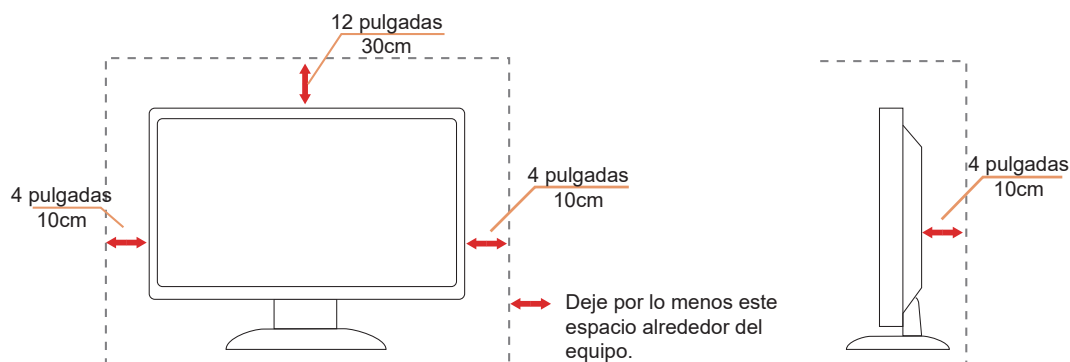 12 pulgadas
30cm
4 pulgadas
10cm
4 pulgadas
10cm
Deje por lo menos este
espacio alrededor del
equipo.
4 pulgadas
10cm